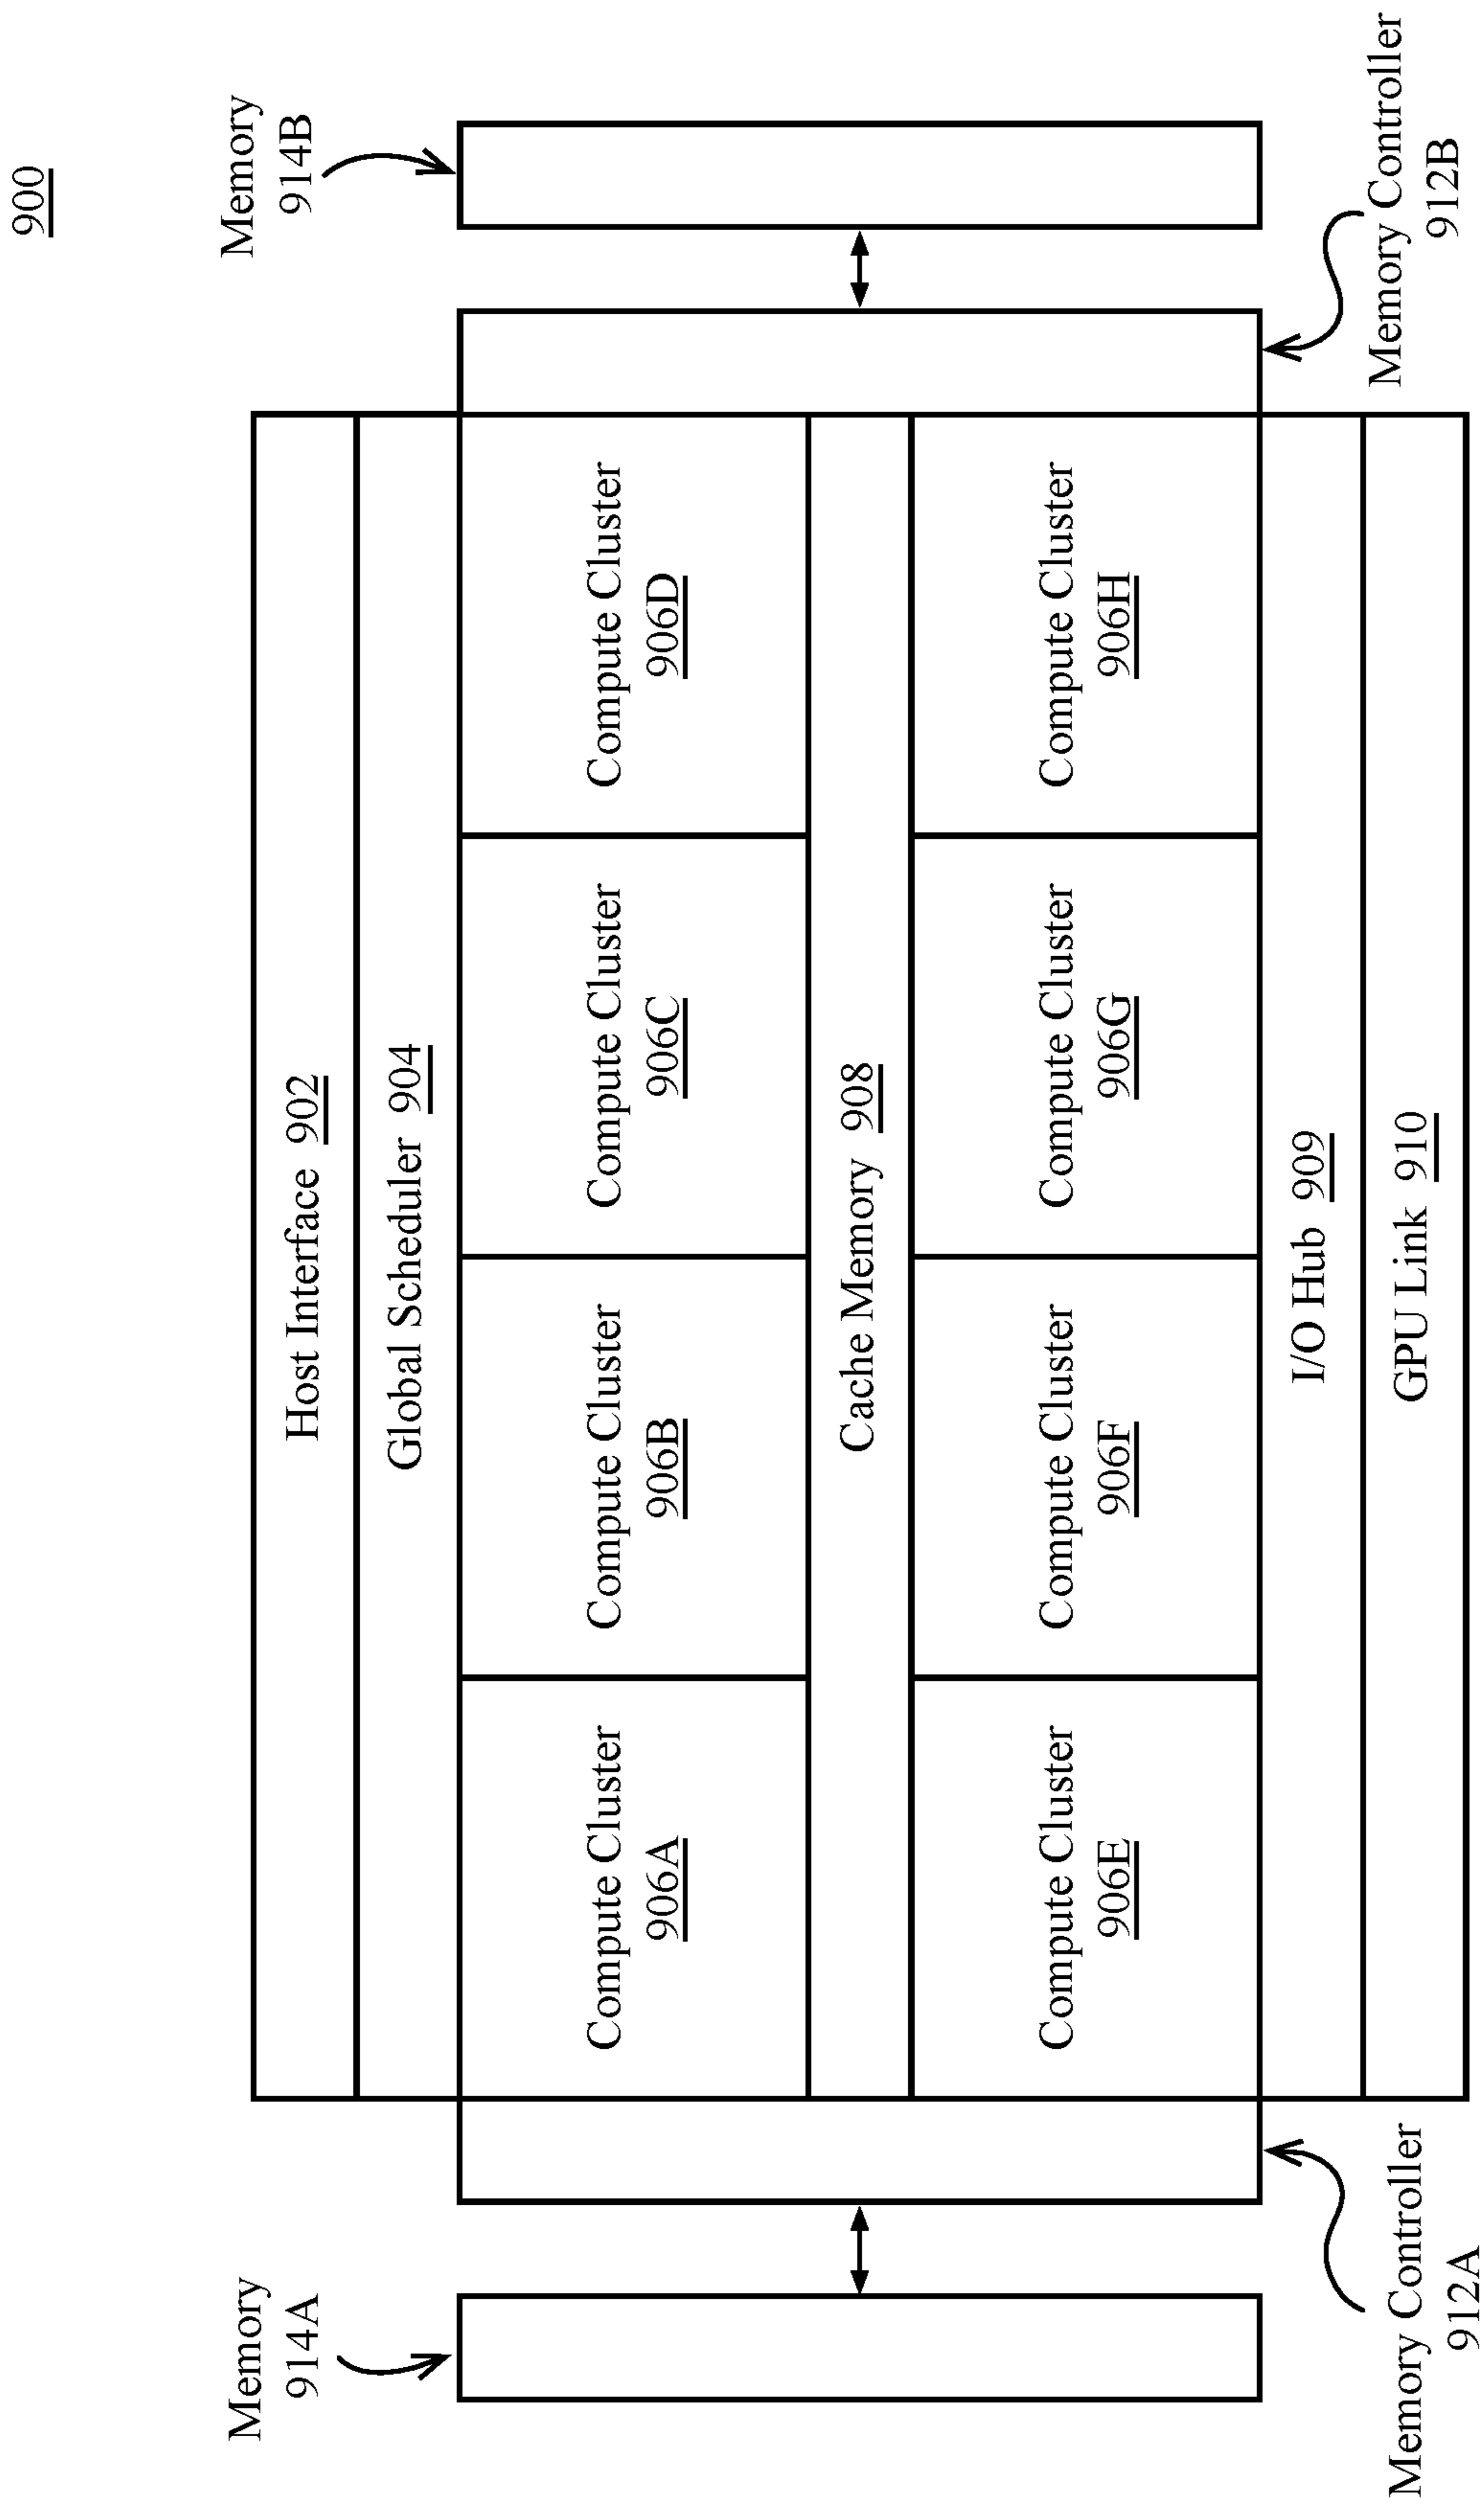 900
Memory
914A
Memory
914B
Host Interface 902
Global Scheduler 904
Compute Cluster
906A
Compute Cluster
906B
Compute Cluster
906C
Compute Cluster
906D
Cache Memory 908
Compute Cluster
906E
Compute Cluster
906F
Compute Cluster
906G
Compute Cluster
906H
I/O Hub 909
GPU Link 910
Memory Controller
912A
Memory Controller
912B